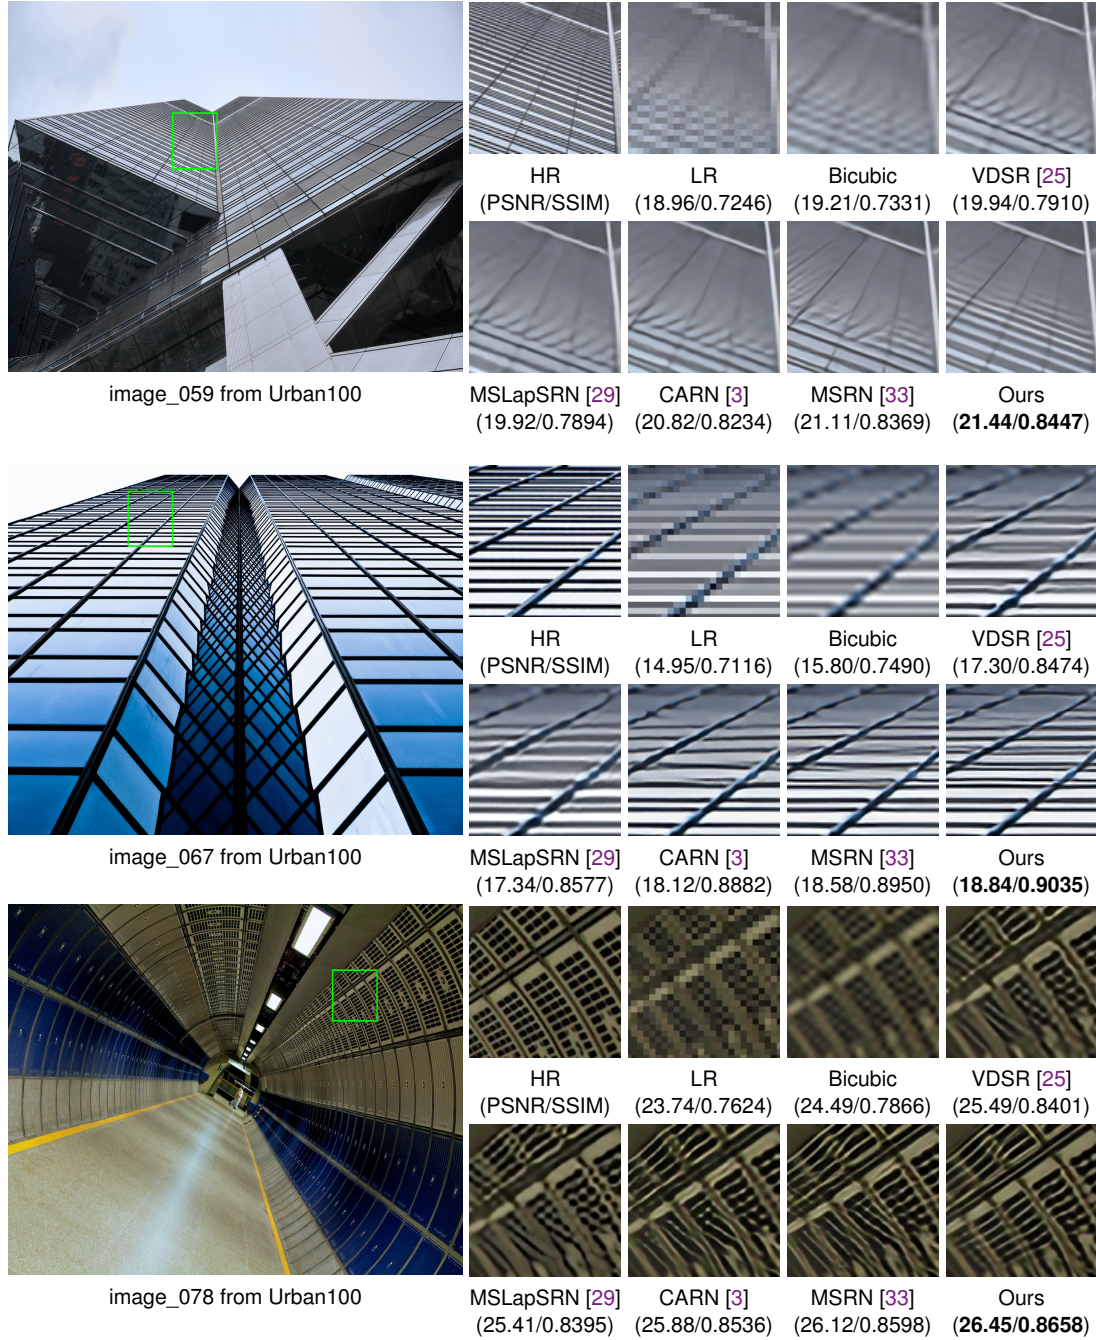 HR LR Bicubic VDSR [25]
(PSNR/SSIM) (18.96/0.7246) (19.21/0.7331) (19.94/0.7910)
image_059 from Urban100
MSLapSRN [29] CARN [3] MSRN [33] Ours
(19.92/0.7894) (20.82/0.8234) (21.11/0.8369) (21.44/0.8447)
HR LR Bicubic VDSR [25]
(PSNR/SSIM) (14.95/0.7116) (15.80/0.7490) (17.30/0.8474)
image_067 from Urban100
MSLapSRN [29] CARN [3] MSRN [33] Ours
(17.34/0.8577) (18.12/0.8882) (18.58/0.8950) (18.84/0.9035)
HR LR Bicubic VDSR [25]
(PSNR/SSIM) (23.74/0.7624) (24.49/0.7866) (25.49/0.8401)
image_078 from Urban100
MSLapSRN [29] CARN [3] MSRN [33] Ours
(25.41/0.8395) (25.88/0.8536) (26.12/0.8598) (26.45/0.8658)